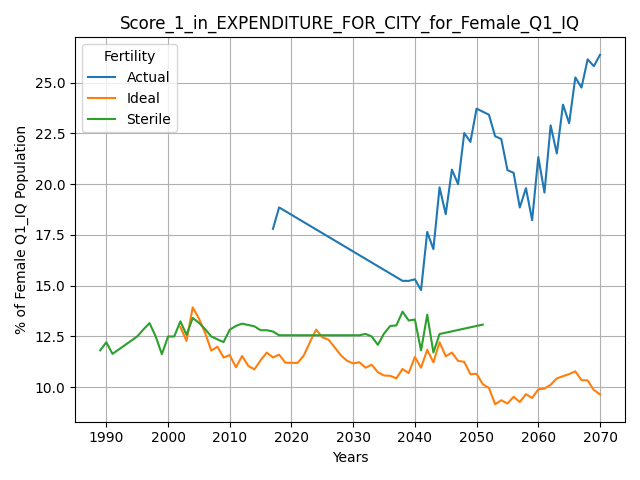 Score_1_in_EXPENDITURE_FOR_CITY_for_Female_Q1_IQ
Fertility
Actual
Ideal
Sterile
% of Female Q1_IQ Population
25.0
22.5
20.0
17.5
15.0
12.5
10.0
1990 2000 2010 2020 2030 2040 2050 2060 2070
Years